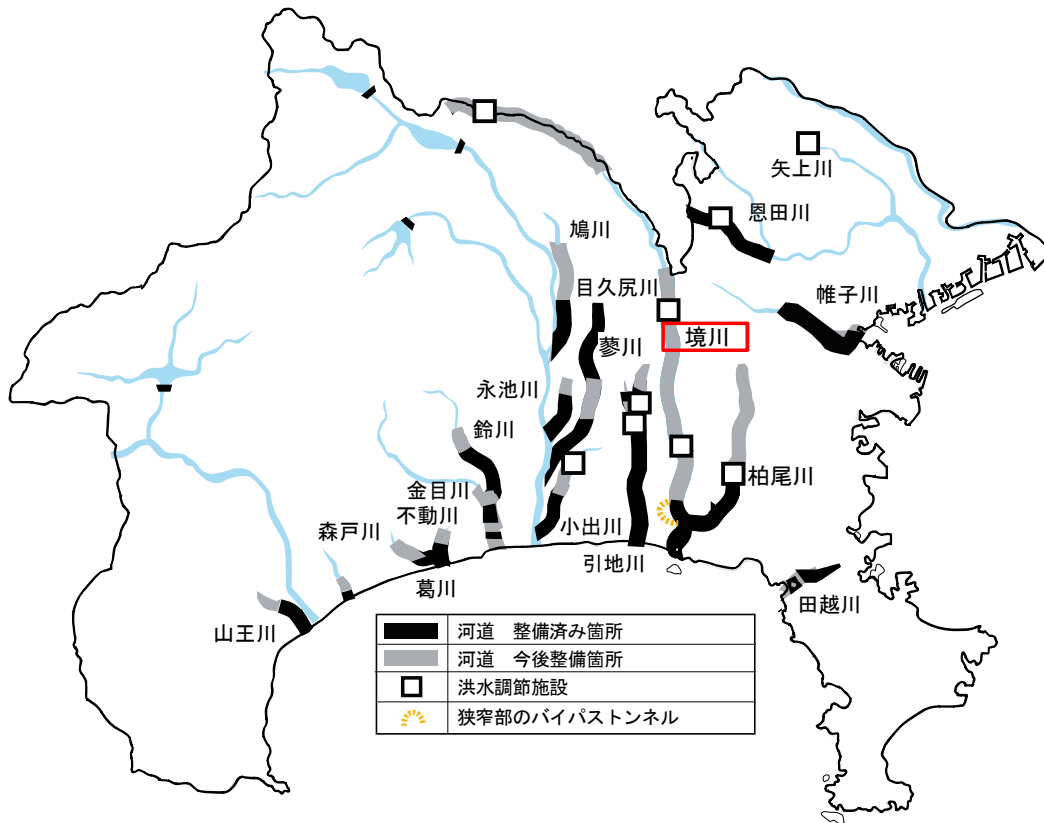 矢上川
恩田川
鳩川
目久尻川
帷子川
境川
蓼川
永池川
鈴川
柏尾川
金目川
不動川
小出川
森戸川
引地川
葛川
田越川
山王川
河道　整備済み箇所
河道　今後整備箇所
洪水調節施設
狭窄部のバイパストンネル